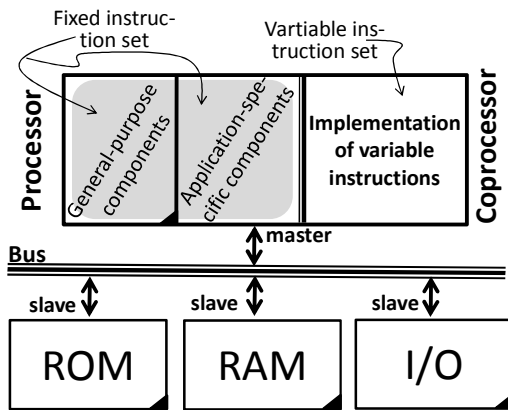 Fixed instruc-
tion set
Vartiable ins-
truction set
Processor
General-purpose
components
Application-spe-
cific components
Implementation
of variable
instructions
Coprocessor
master
Bus
slave
slave
slave
ROM
RAM
I/O